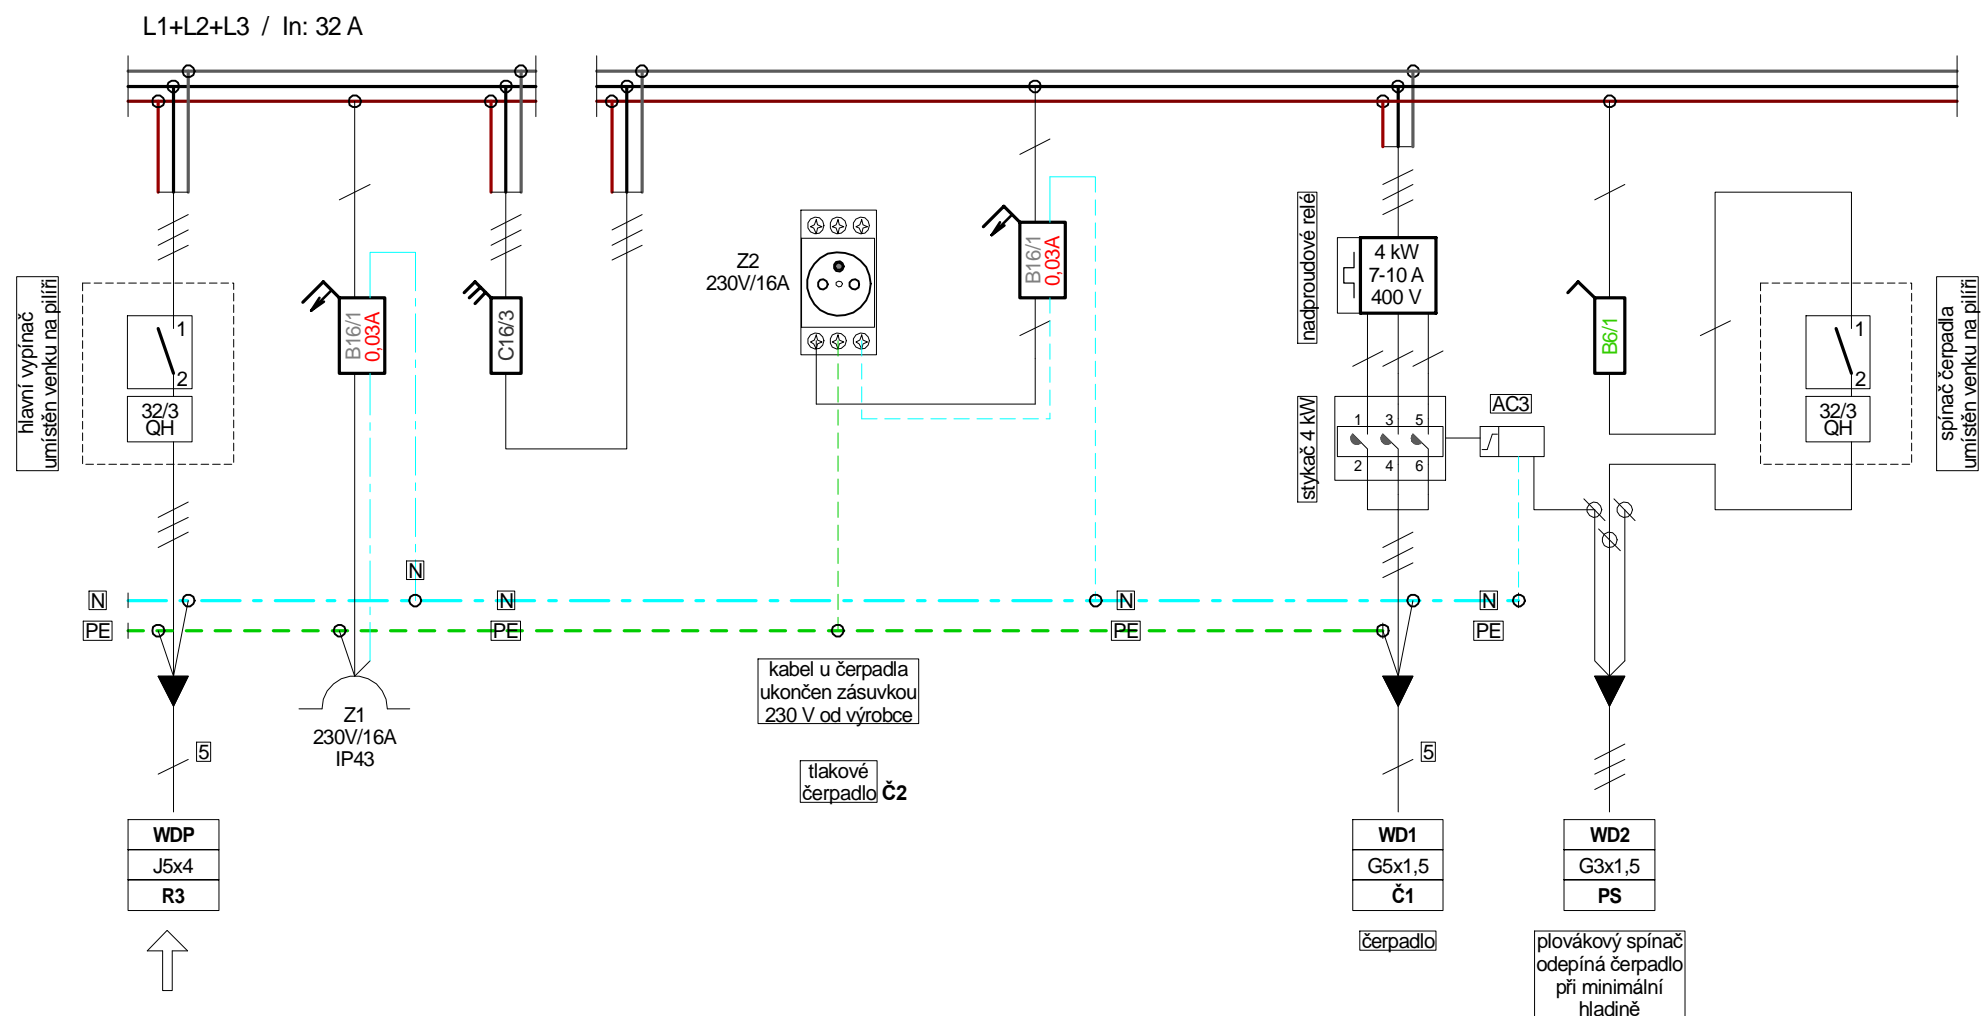 L1+L2+L3 / In: 32 A
hlavní vypínač
umístěn venku na pilíři
1
2
32/3
QH
B16/1
0,03A
C16/3
Z2
230V/16A
B16/1
0,03A
nadproudové relé
4 kW
7-10 A
400 V
stykač 4 kW
1 3 5
2 4 6
AC3
B6/1
1
2
32/3
QH
spínač čerpadla
umístěn venku na pilíři
N
N
N
N
N
PE
PE
PE
PE
Z1
230V/16A
IP43
kabel u čerpadla
ukončen zásuvkou
230 V od výrobce
tlakové
čerpadlo Č2
5
5
WDP
J5x4
R3
WD1
G5x1,5
Č1
čerpadlo
WD2
G3x1,5
PS
plovákový spínač
odepíná čerpadlo
při minimální
hladině